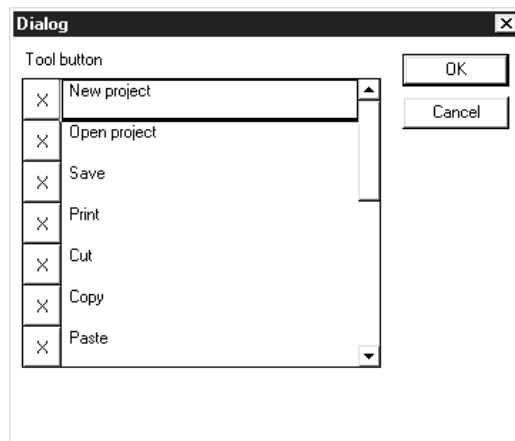 Dialog
Tool button
OK
Cancel
X New project
X Open project
X Save
X Print
X Cut
X Copy
X Paste